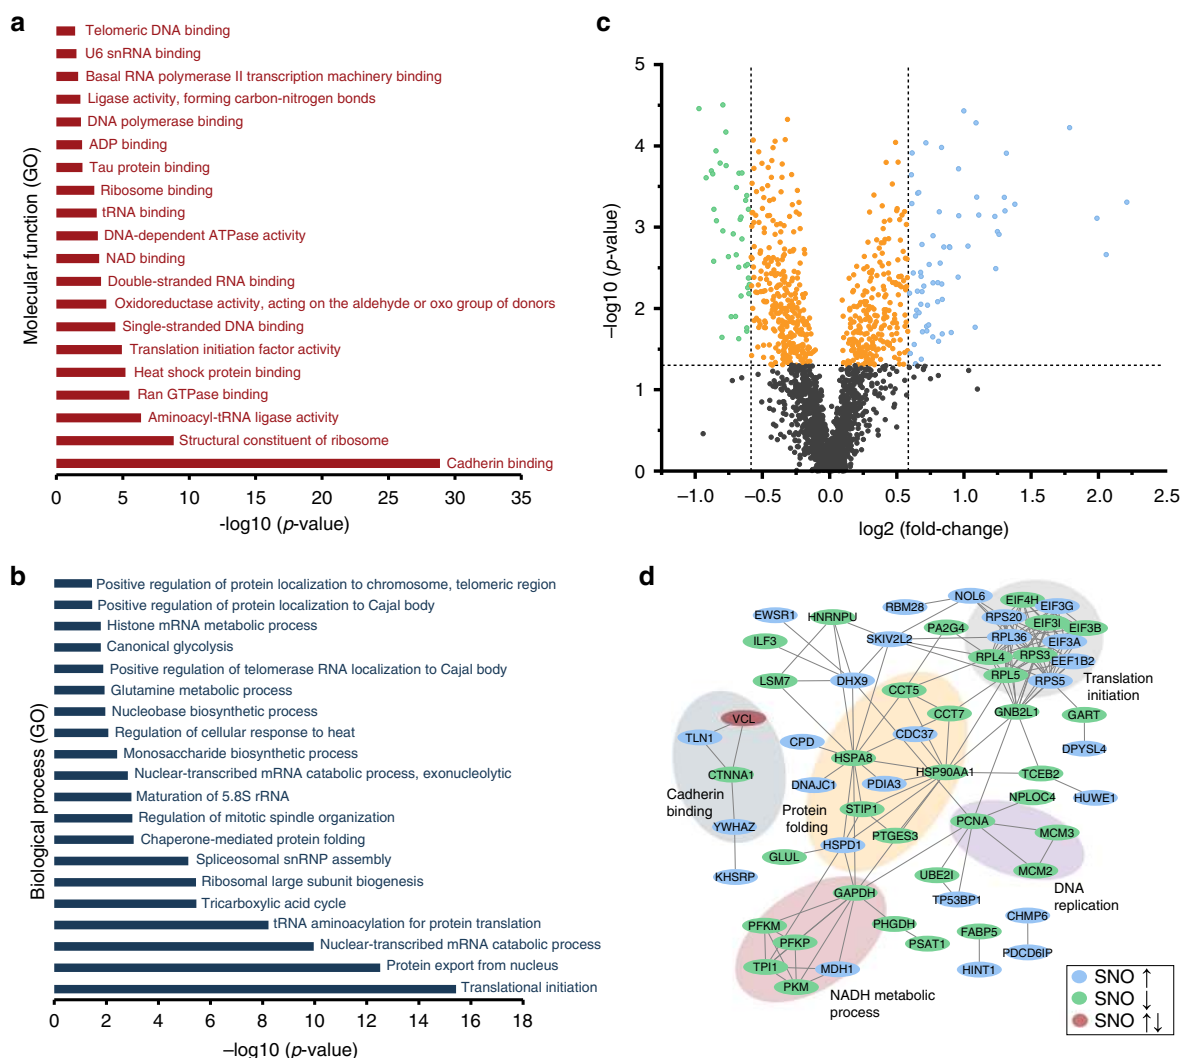 a
Telomeric DNA binding
U6 snRNA binding
Basal RNA polymerase II transcription machinery binding
Ligase activity, forming carbon-nitrogen bonds
DNA polymerase binding
ADP binding
Tau protein binding
Ribosome binding
tRNA binding
DNA-dependent ATPase activity
NAD binding
Double-stranded RNA binding
Oxidoreductase activity, acting on the aldehyde or oxo group of donors
Single-stranded DNA binding
Translation initiation factor activity
Heat shock protein binding
Ran GTPase binding
Aminoacyl-tRNA ligase activity
Structural constituent of ribosome
Cadherin binding
Molecular function (GO)
0 5 10 15 20 25 30 35
-log10 (p-value)
b
Positive regulation of protein localization to chromosome, telomeric region
Positive regulation of protein localization to Cajal body
Histone mRNA metabolic process
Canonical glycolysis
Positive regulation of telomerase RNA localization to Cajal body
Glutamine metabolic process
Nucleobase biosynthetic process
Regulation of cellular response to heat
Monosaccharide biosynthetic process
Nuclear-transcribed mRNA catabolic process, exonucleolytic
Maturation of 5.8S rRNA
Regulation of mitotic spindle organization
Chaperone-mediated protein folding
Spliceosomal snRNP assembly
Ribosomal large subunit biogenesis
Tricarboxylic acid cycle
tRNA aminoacylation for protein translation
Nuclear-transcribed mRNA catabolic process
Protein export from nucleus
Translational initiation
Biological process (GO)
0 2 4 6 8 10 12 14 16 18
–log10 (p-value)
c
5
4
3
2
1
0
–log10 (p-value)
–1.0 –0.5 0.0 0.5 1.0 2.0 2.5
log2 (fold-change)
d
NOL6
EIF4H
EIF3G
RBM28
EWSR1
HNRNPU
RPS20
EIF3I
EIF3B
PA2G4
ILF3
SKIV2L2
RPL36
EIF3A
RPL4
RPS3
EEF1B2
LSM7
DHX9
RPL5
RPS5
Translation
initiation
CCT5
CCT7
GNB2L1
GART
VCL
TLN1
CPD
CDC37
DPYSL4
HSPA8
CTNNA1
HSP90AA1
TCEB2
DNAJC1
PDIA3
Cadherin
binding
Protein
folding
NPLOC4
HUWE1
STIP1
YWHAZ
PTGES3
PCNA
MCM3
HSPD1
GLUL
KHSRP
UBE2I
MCM2
GAPDH
TP53BP1
DNA
replication
CHMP6
PFKM
PHGDH
FABP5
PFKP
PSAT1
PDCD6IP
TPI1
MDH1
HINT1
PKM
NADH metabolic
process
SNO ↑
SNO ↓
SNO ↑↓